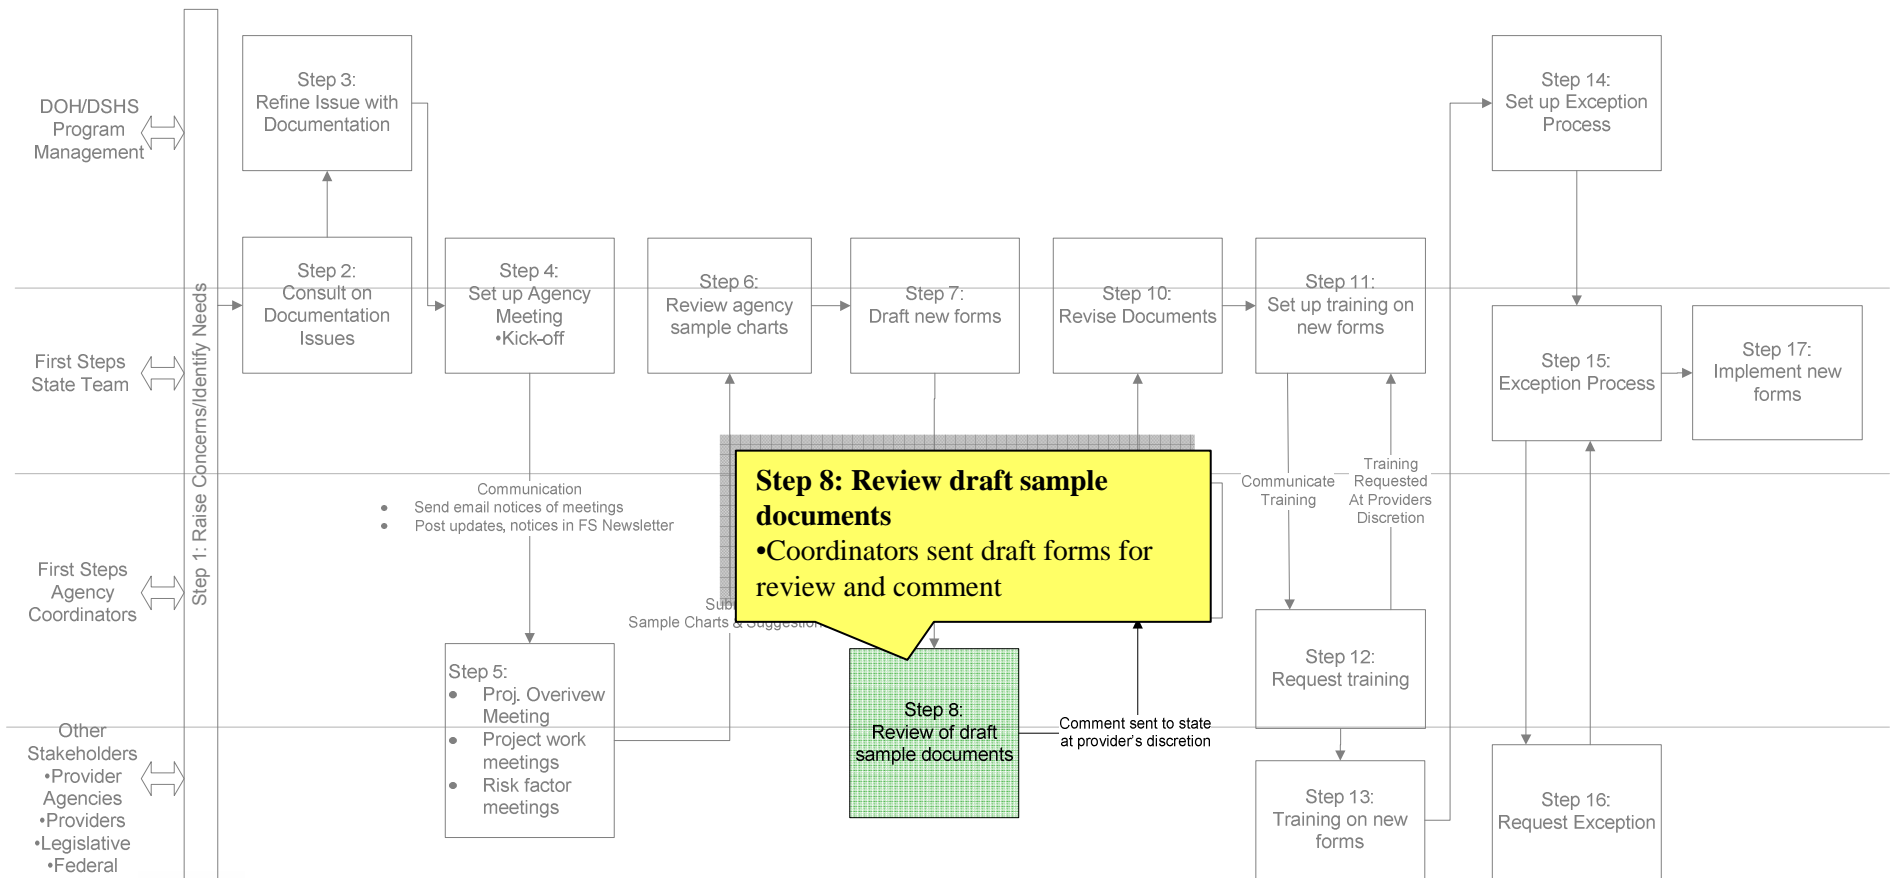 DOH/DSHS
Program
Management
First Steps
State Team
First Steps
Agency
Coordinators
Other
Stakeholders
•Provider
Agencies
•Providers
•Legislative
•Federal
Step 1: Raise Concerns/Identify Needs
Step 3:
Refine Issue with
Documentation
Step 2:
Consult on
Documentation
Issues
Step 4:
Set up Agency
Meeting
•Kick-off
Communication
● Send email notices of meetings
● Post updates, notices in FS Newsletter
Step 5:
● Proj. Overivew
Meeting
● Project work
meetings
● Risk factor
meetings
Step 6:
Review agency
sample charts
Sample Charts &
Step 7:
Draft new forms
Step 8: Review draft sample
documents
•Coordinators sent draft forms for
review and comment
Step 8:
Review of draft
sample documents
Comment sent to state
at provider's discretion
Step 10:
Revise Documents
Step 11:
Set up training on
new forms
Communicate
Training
Training
Requested
At Providers
Discretion
Step 12:
Request training
Step 13:
Training on new
forms
Step 14:
Set up Exception
Process
Step 15:
Exception Process
Step 16:
Request Exception
Step 17:
Implement new
forms